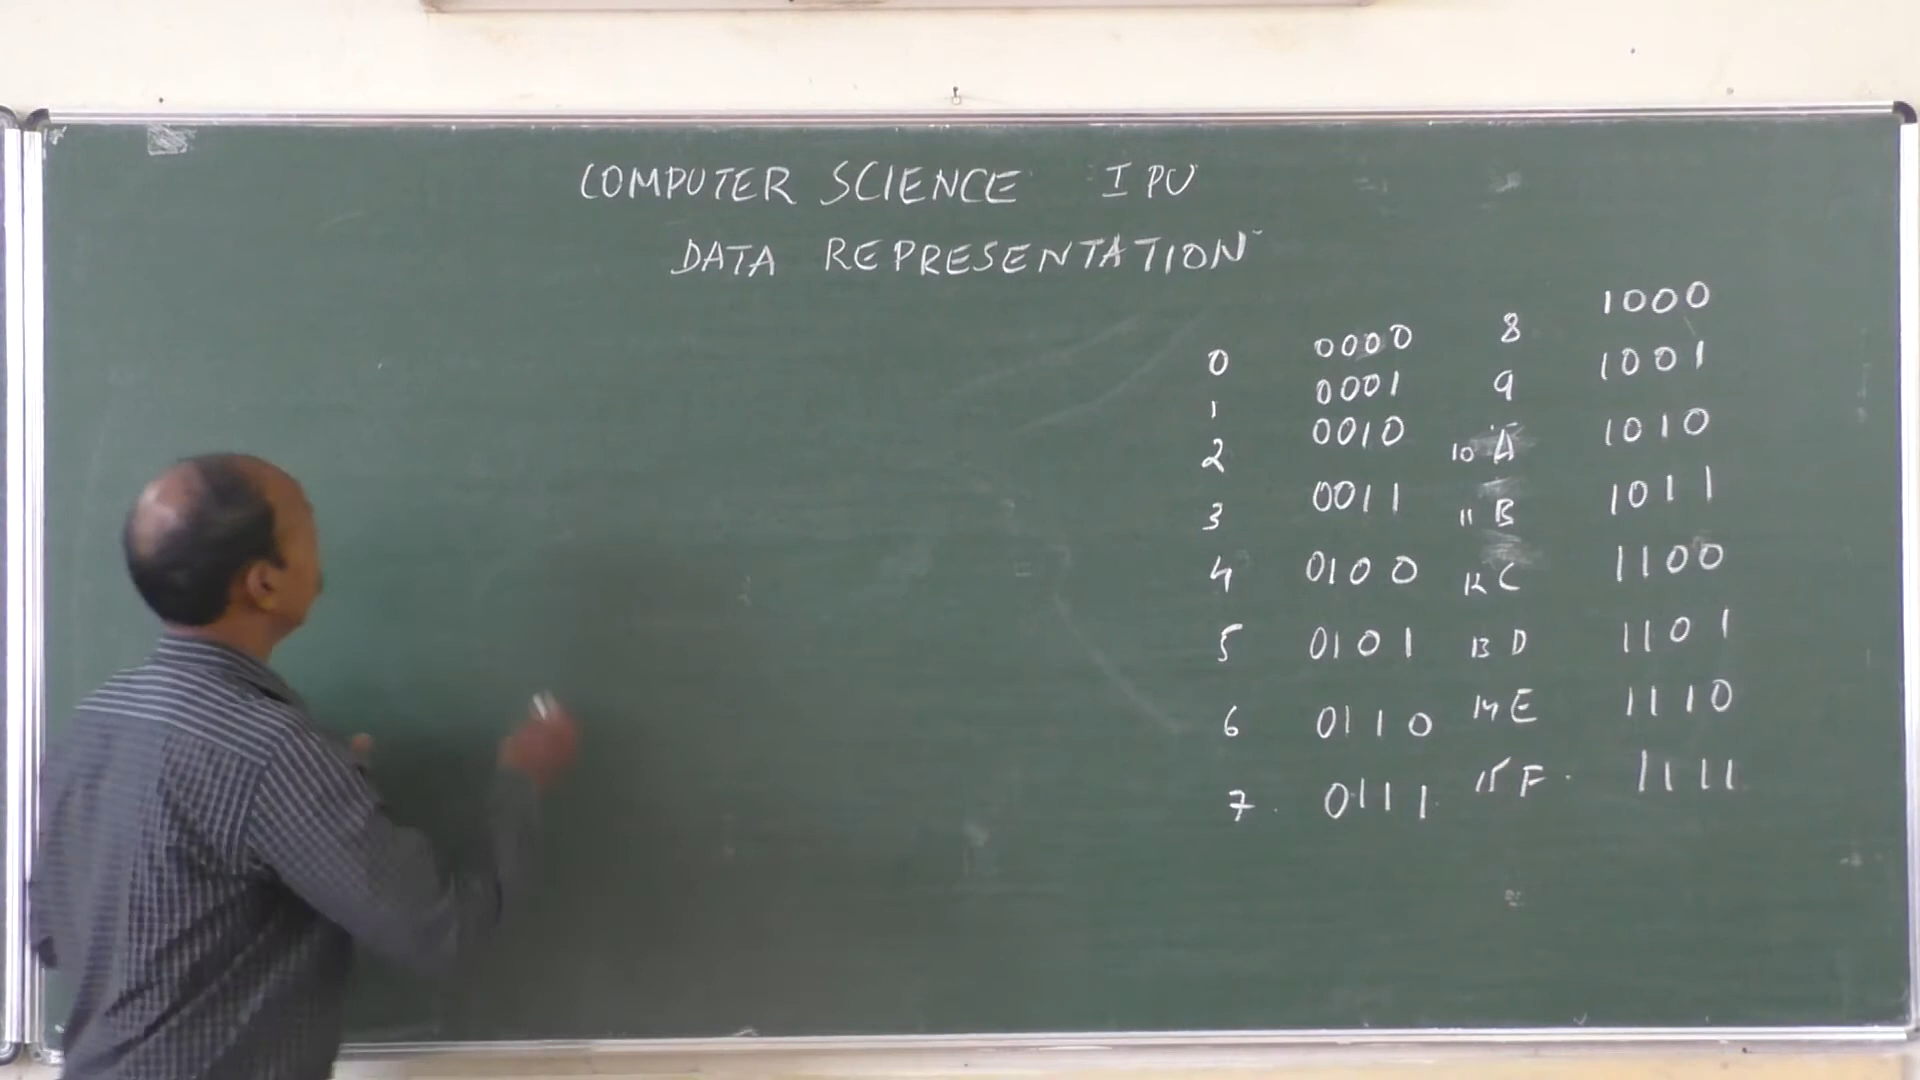 COMPUTER SCIENCE I PU
DATA REPRESENTATION
0 0000 8 1000
1 0001 9 1001
2 0010 10 A 1010
3 0011 11 B 1011
4 0100 12 C 1100
5 0101 13 D 1101
6 0110 14 E 1110
7 0111 15 F 1111